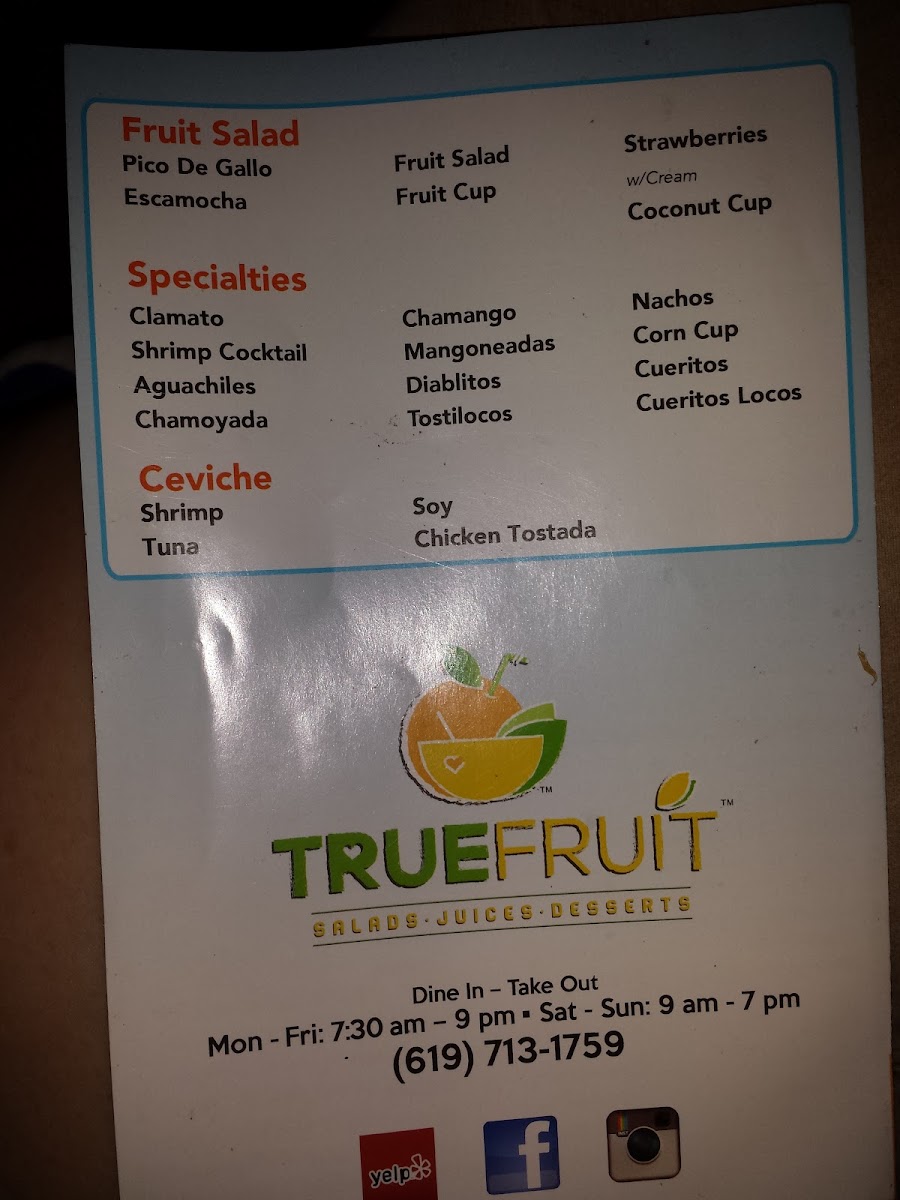 Fruit Salad
Pico De Gallo
Escamocha
Fruit Salad
Fruit Cup
Strawberries
w/Cream
Coconut Cup
Specialties
Clamato
Shrimp Cocktail
Aguachiles
Chamoyada
Chamango
Mangoneadas
Diablitos
Tostilocos
Nachos
Corn Cup
Cueritos
Cueritos Locos
Ceviche
Shrimp
Tuna
Soy
Chicken Tostada
TM
TRUEFRUIT TM
SALADS · JUICES · DESSERTS
Dine In – Take Out
Mon - Fri: 7:30 am – 9 pm ▪ Sat - Sun: 9 am - 7 pm
(619) 713-1759
yelp
f